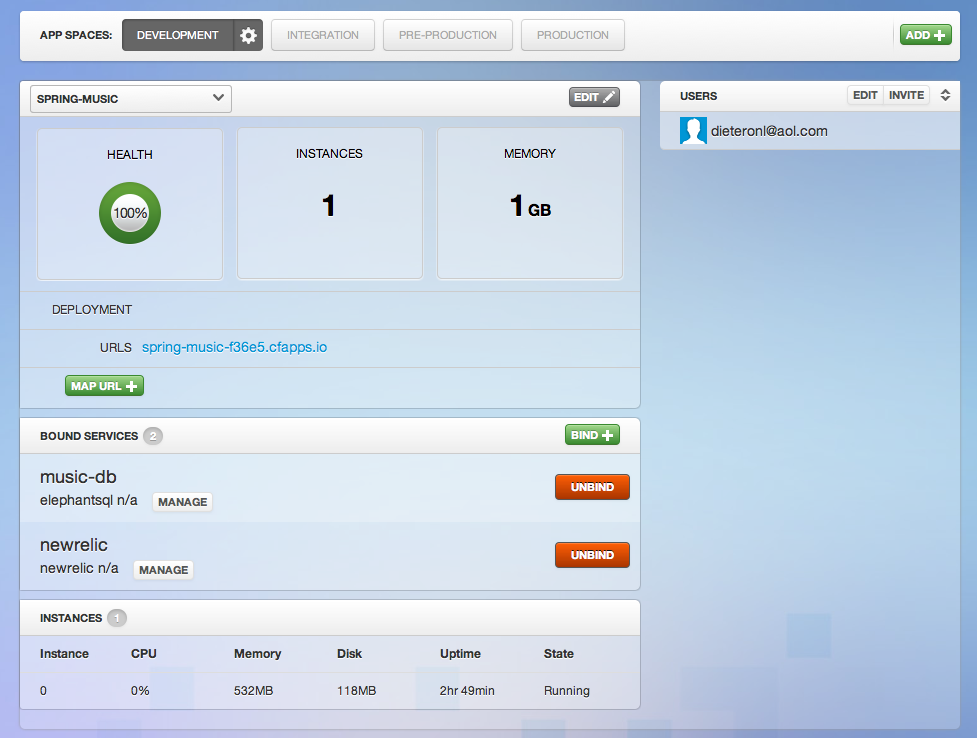 APP SPACES: DEVELOPMENT INTEGRATION PRE-PRODUCTION PRODUCTION ADD
SPRING-MUSIC EDIT
USERS EDIT INVITE
dieteronl@aol.com
HEALTH INSTANCES MEMORY
100% 1 1 GB
DEPLOYMENT
URLS spring-music-f36e5.cfapps.io
MAP URL
BOUND SERVICES 2 BIND
music-db
elephantsql n/a MANAGE UNBIND
newrelic
newrelic n/a MANAGE UNBIND
INSTANCES 1
Instance CPU Memory Disk Uptime State
0 0% 532MB 118MB 2hr 49min Running